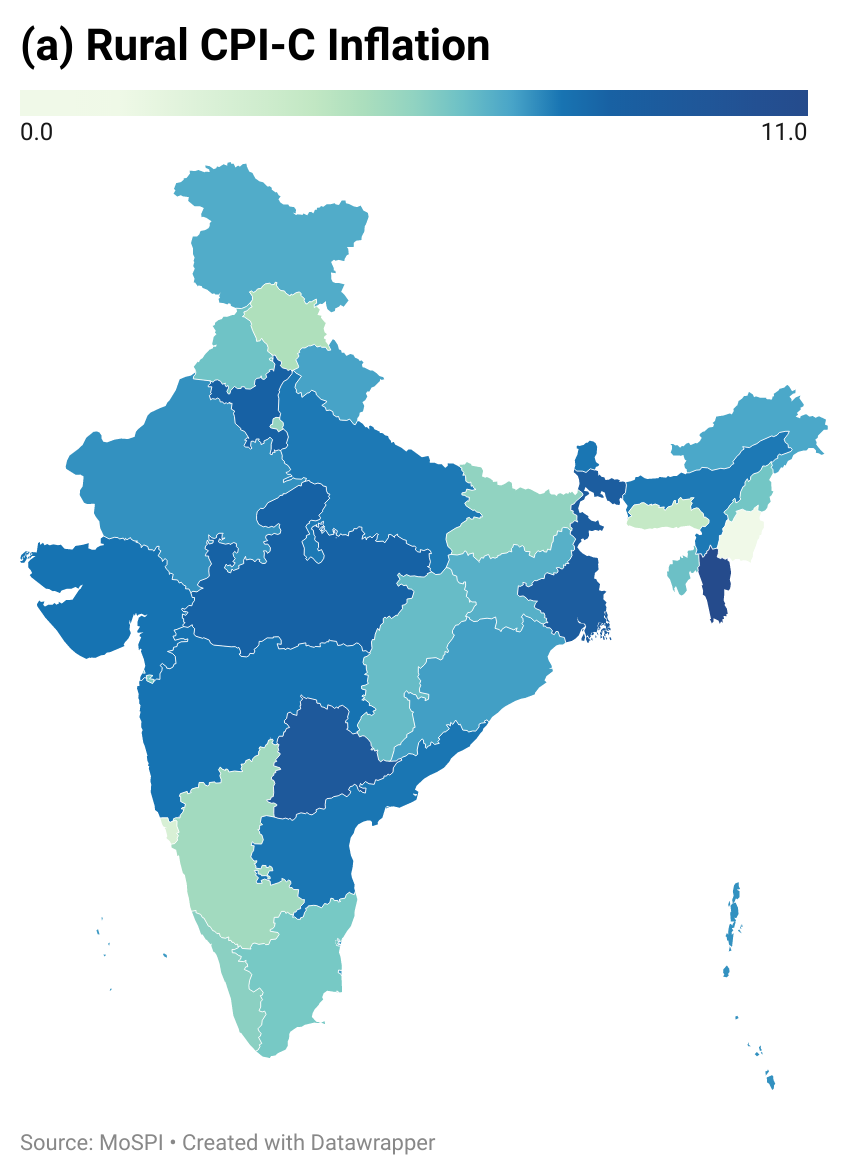 (a) Rural CPI-C Inflation
0.0 11.0
Source: MoSPI • Created with Datawrapper